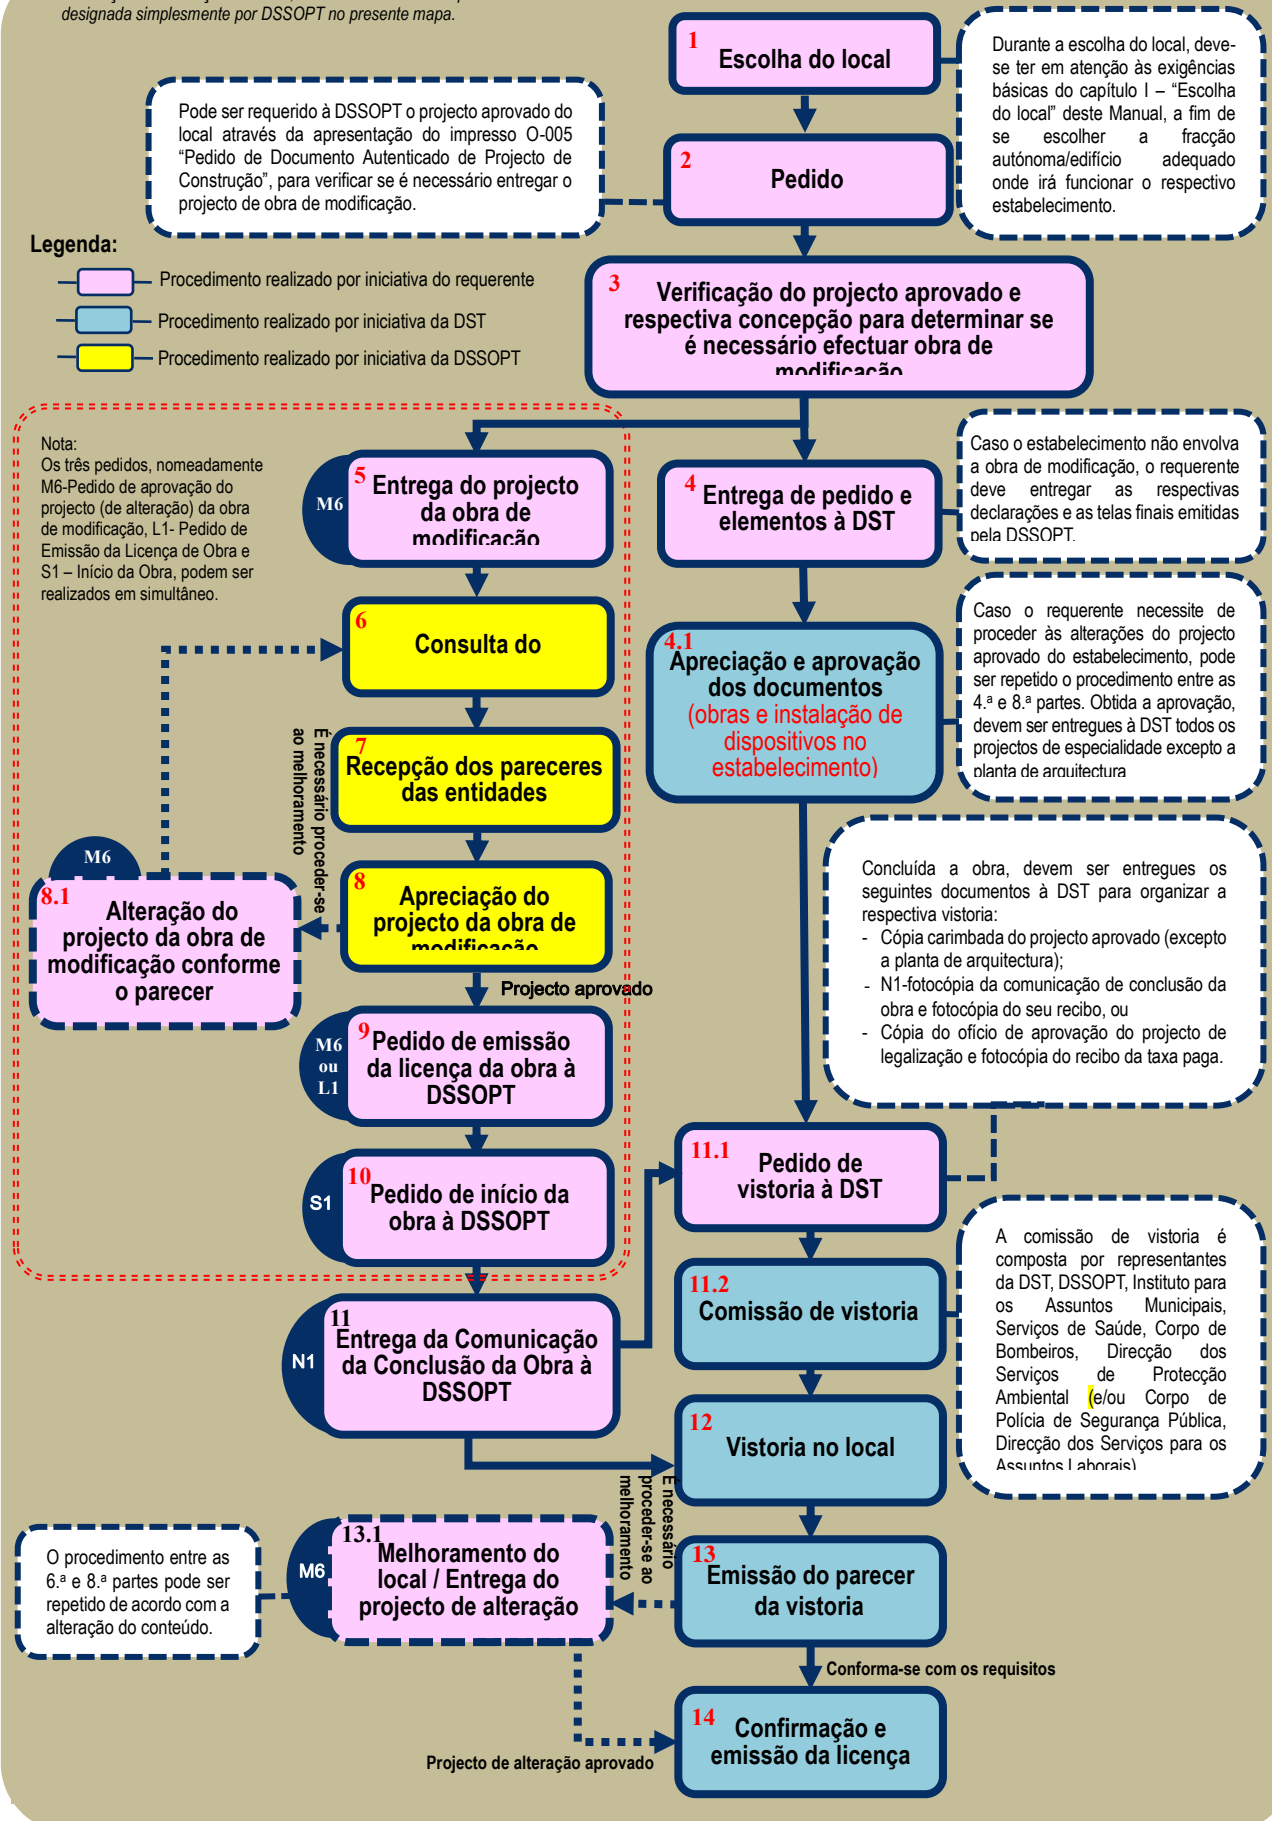 designada simplesmente por DSSOPT no presente mapa.
1
Escolha do local
Durante a escolha do local, deve-
se ter em atenção às exigências
básicas do capítulo I – “Escolha
do local” deste Manual, a fim de
se escolher a fracção
autónoma/edifício adequado
onde irá funcionar o respectivo
estabelecimento.
Pode ser requerido à DSSOPT o projecto aprovado do
local através da apresentação do impresso O-005
“Pedido de Documento Autenticado de Projecto de
Construção”, para verificar se é necessário entregar o
projecto de obra de modificação.
2
Pedido
Legenda:
Procedimento realizado por iniciativa do requerente
Procedimento realizado por iniciativa da DST
Procedimento realizado por iniciativa da DSSOPT
3
Verificação do projecto aprovado e
respectiva concepção para determinar se
é necessário efectuar obra de
modificação
Nota:
Os três pedidos, nomeadamente
M6-Pedido de aprovação do
projecto (de alteração) da obra
de modificação, L1- Pedido de
Emissão da Licença de Obra e
S1 – Início da Obra, podem ser
realizados em simultâneo.
M6
5
Entrega do projecto
da obra de
modificação
4
Entrega de pedido e
elementos à DST
Caso o estabelecimento não envolva
a obra de modificação, o requerente
deve entregar as respectivas
declarações e as telas finais emitidas
pela DSSOPT.
6
Consulta do
4.1
Apreciação e aprovação
dos documentos
(obras e instalação de
dispositivos no
estabelecimento)
Caso o requerente necessite de
proceder às alterações do projecto
aprovado do estabelecimento, pode
ser repetido o procedimento entre as
4.ª e 8.ª partes. Obtida a aprovação,
devem ser entregues à DST todos os
projectos de especialidade excepto a
planta de arquitectura
7
Recepção dos pareceres
das entidades
É necessário proceder-se
ao melhoramento
M6
8.1
Alteração do
projecto da obra de
modificação conforme
o parecer
8
Apreciação do
projecto da obra de
modificação
Projecto aprovado
Concluída a obra, devem ser entregues os
seguintes documentos à DST para organizar a
respectiva vistoria:
- Cópia carimbada do projecto aprovado (excepto
a planta de arquitectura);
- N1-fotocópia da comunicação de conclusão da
obra e fotocópia do seu recibo, ou
- Cópia do ofício de aprovação do projecto de
legalização e fotocópia do recibo da taxa paga.
M6
ou
L1
9
Pedido de emissão
da licença da obra à
DSSOPT
S1
10
Pedido de início da
obra à DSSOPT
11.1
Pedido de
vistoria à DST
11.2
Comissão de vistoria
A comissão de vistoria é
composta por representantes
da DST, DSSOPT, Instituto para
os Assuntos Municipais,
Serviços de Saúde, Corpo de
Bombeiros, Direcção dos
Serviços de Protecção
Ambiental (e/ou Corpo de
Polícia de Segurança Pública,
Direcção dos Serviços para os
Assuntos Laborais)
N1
11
Entrega da Comunicação
da Conclusão da Obra à
DSSOPT
12
Vistoria no local
É necessário
proceder-se ao
melhoramento
O procedimento entre as
6.ª e 8.ª partes pode ser
repetido de acordo com a
alteração do conteúdo.
M6
13.1
Melhoramento do
local / Entrega do
projecto de alteração
13
Emissão do parecer
da vistoria
Conforma-se com os requisitos
14
Confirmação e
emissão da licença
Projecto de alteração aprovado